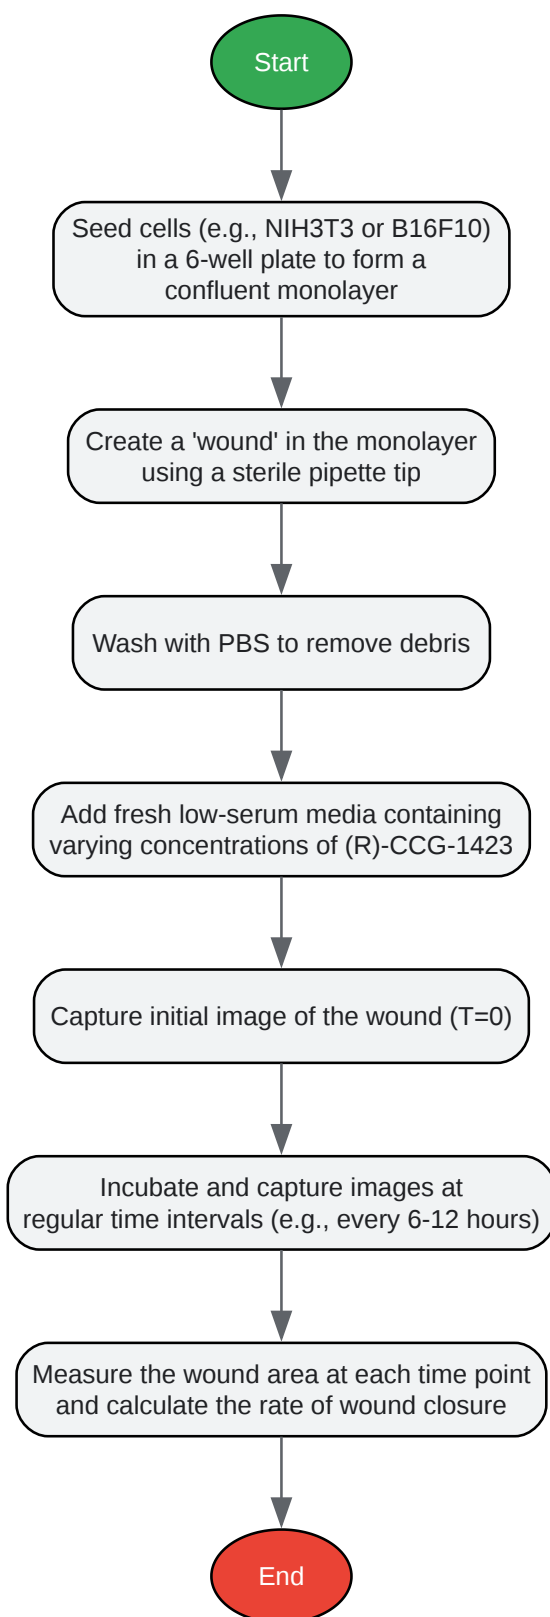 Start
Seed cells (e.g., NIH3T3 or B16F10)
in a 6-well plate to form a
confluent monolayer
Create a 'wound' in the monolayer
using a sterile pipette tip
Wash with PBS to remove debris
Add fresh low-serum media containing
varying concentrations of (R)-CCG-1423
Capture initial image of the wound (T=0)
Incubate and capture images at
regular time intervals (e.g., every 6-12 hours)
Measure the wound area at each time point
and calculate the rate of wound closure
End